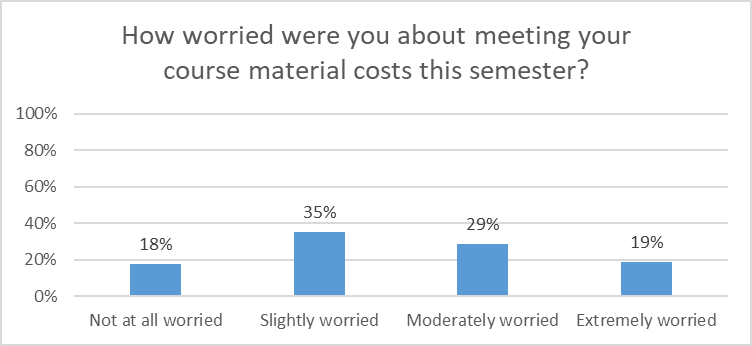 How worried were you about meeting your
course material costs this semester?
100%
80%
60%
40%
20%
0%
18%
35%
29%
19%
Not at all worried
Slightly worried
Moderately worried
Extremely worried